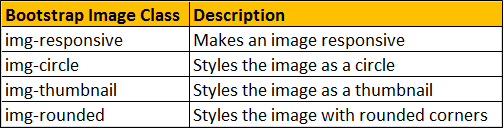 Bootstrap Image Class Description
img-responsive Makes an image responsive
img-circle Styles the image as a circle
img-thumbnail Styles the image as a thumbnail
img-rounded Styles the image with rounded corners